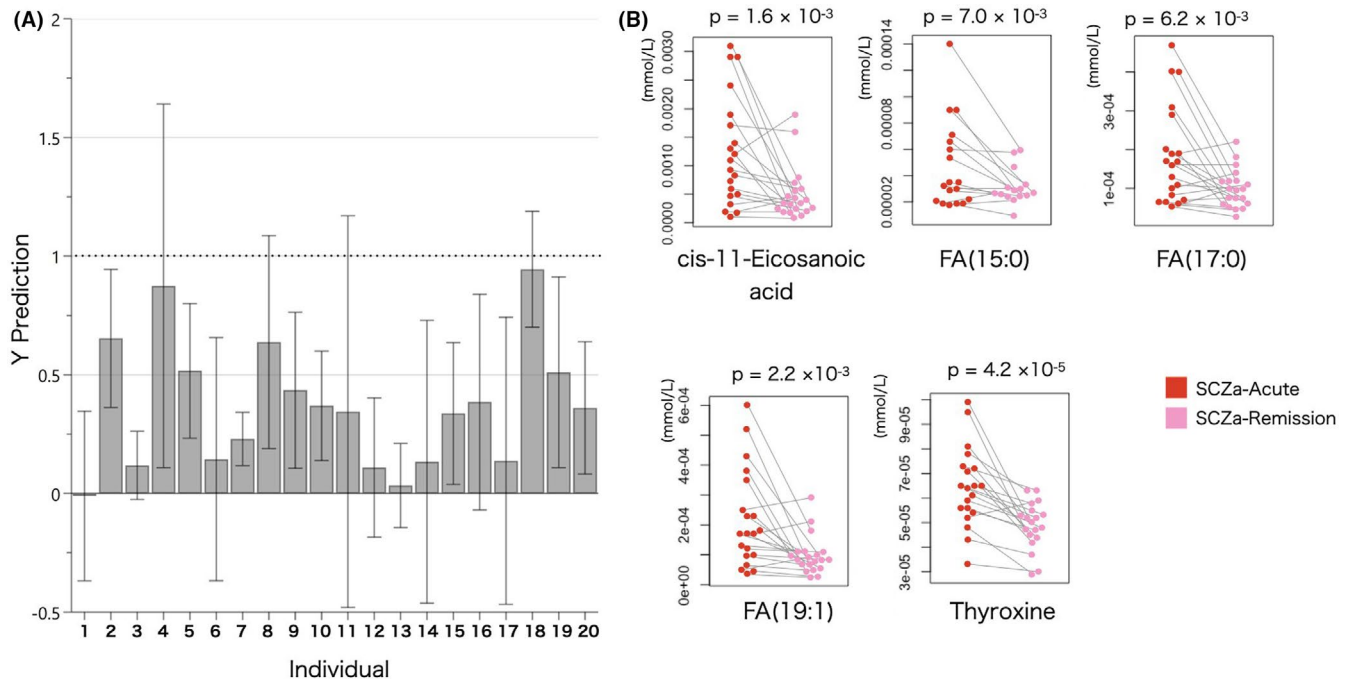 (A)
2
1.5
1
0.5
0
-0.5
Y Prediction
1 2 3 4 5 6 7 8 9 10 11 12 13 14 15 16 17 18 19 20
Individual
(B)
p = 1.6 × 10-3
(mmol/L)
0.0030
0.0020
0.0010
0.0000
cis-11-Eicosanoic
acid
p = 7.0 × 10-3
(mmol/L)
0.00014
0.00008
0.00002
FA(15:0)
p = 6.2 × 10-3
(mmol/L)
3e-04
1e-04
FA(17:0)
p = 2.2 ×10-3
(mmol/L)
6e-04
4e-04
2e-04
0e+00
FA(19:1)
p = 4.2 ×10-5
(mmol/L)
9e-05
7e-05
5e-05
3e-05
Thyroxine
SCZa-Acute
SCZa-Remission